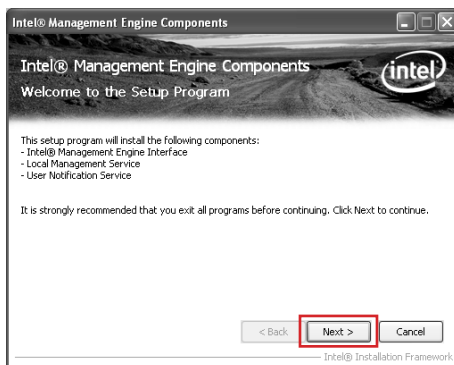 Intel® Management Engine Components
Intel® Management Engine Components
intel
Welcome to the Setup Program
This setup program will install the following components:
- Intel® Management Engine Interface
- Local Management Service
- User Notification Service
It is strongly recommended that you exit all programs before continuing. Click Next to continue.
< Back Next > Cancel
Intel® Installation Framework